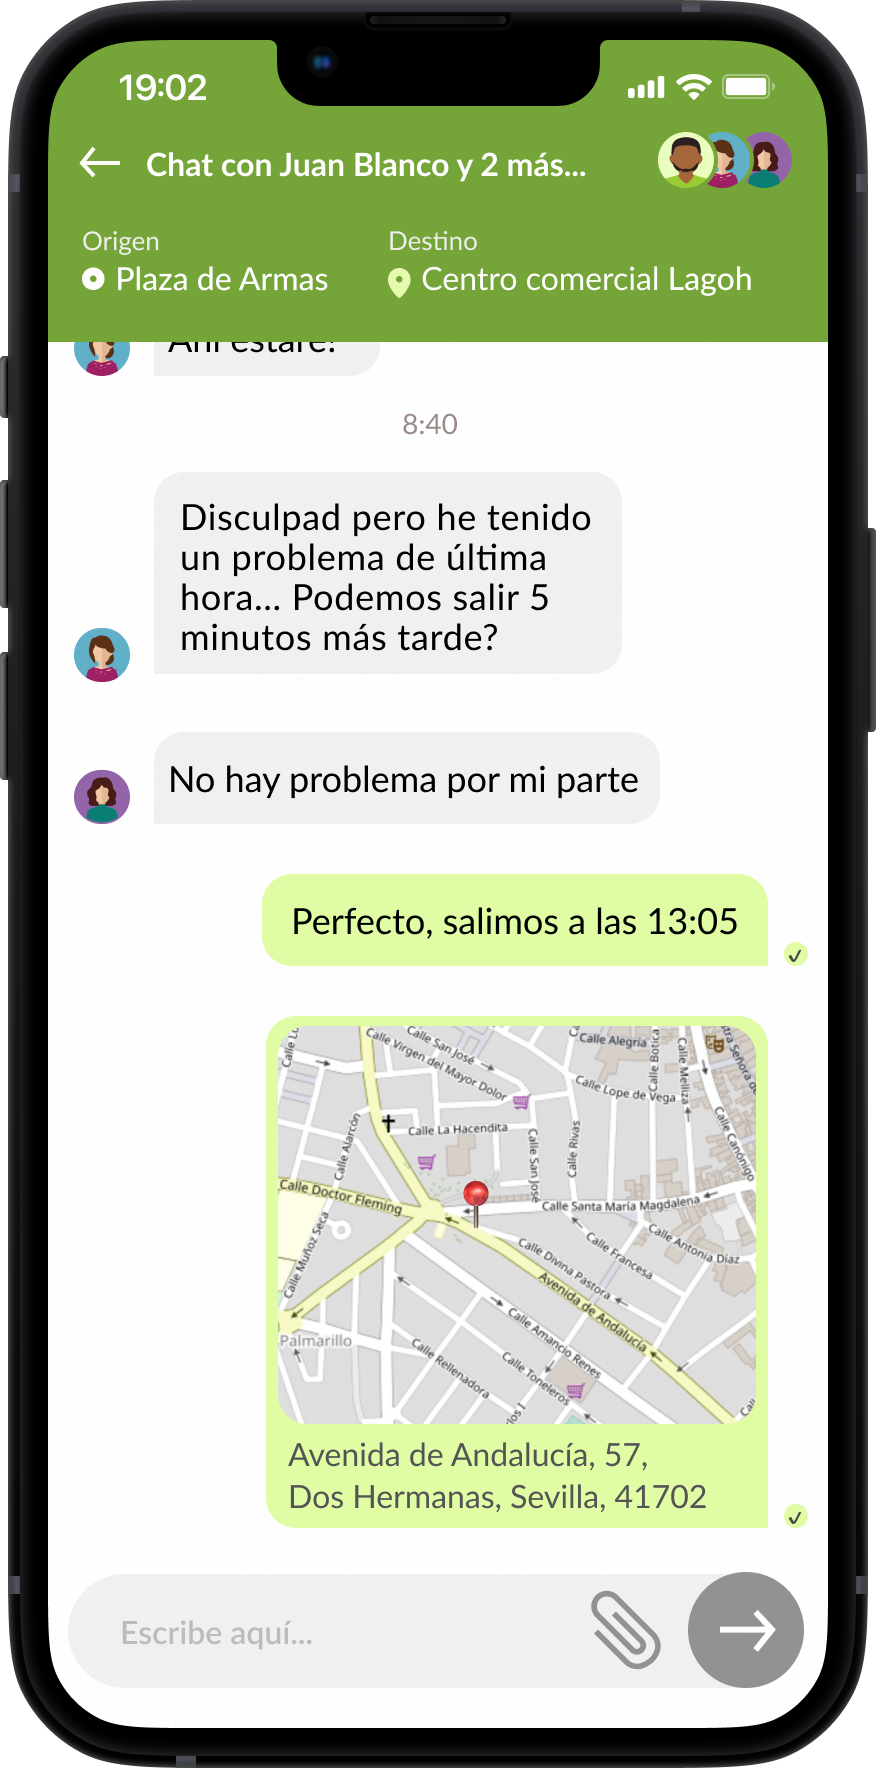 19:02
Chat con Juan Blanco y 2 más...
Origen
Destino
Plaza de Armas
Centro comercial Lagoh
Ahí estaré!
8:40
Disculpad pero he tenido
un problema de última
hora... Podemos salir 5
minutos más tarde?
No hay problema por mi parte
Perfecto, salimos a las 13:05
Calle San José
Calle Virgen del Mayor Dolor
Calle Alegría
Calle Botica
Calle Melliza
Calle Lope de Vega
Calle Canónigo
Calle Alarcón
Calle La Hacendita
Calle San José
Calle Rivas
Calle Doctor Fleming
Calle Santa María Magdalena
Calle Muñoz Seca
Calle Antonia Díaz
Calle Francesa
Calle Divina Pastora
Avenida de Andalucía
Calle Amancio Renes
Palmarillo
Calle Rellenadora
Calle Toneleros
Avenida de Andalucía, 57,
Dos Hermanas, Sevilla, 41702
Escribe aquí...